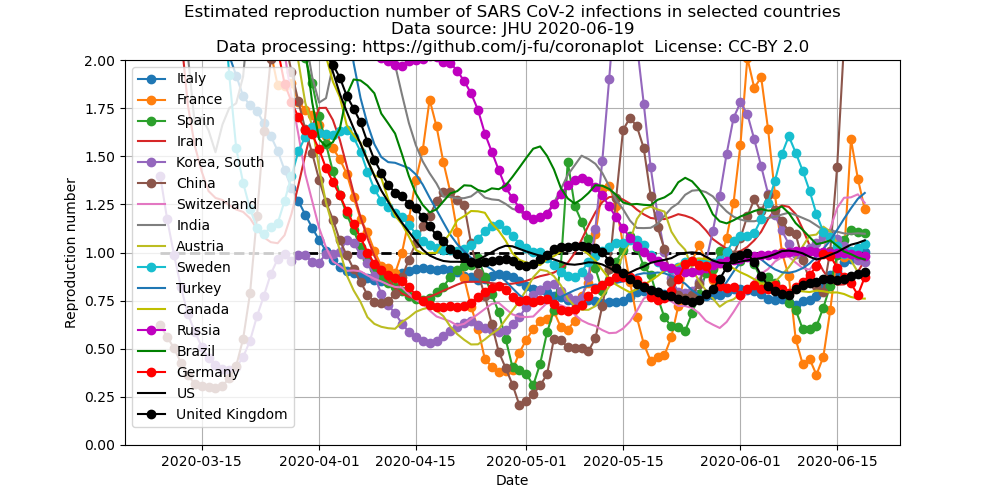 Estimated reproduction number of SARS CoV-2 infections in selected countries
Data source: JHU 2020-06-19
Data processing: https://github.com/j-fu/coronaplot License: CC-BY 2.0
Reproduction number
2.00
1.75
1.50
1.25
1.00
0.75
0.50
0.25
0.00
Italy
France
Spain
Iran
Korea, South
China
Switzerland
India
Austria
Sweden
Turkey
Canada
Russia
Brazil
Germany
US
United Kingdom
2020-03-15
2020-04-01
2020-04-15
2020-05-01
2020-05-15
2020-06-01
2020-06-15
Date